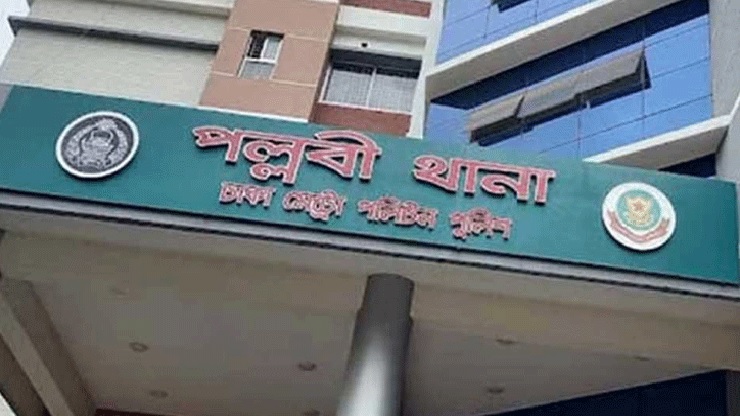 পল্লবী থানা
ঢাকা মেট্রো পলিটন পুলিশ